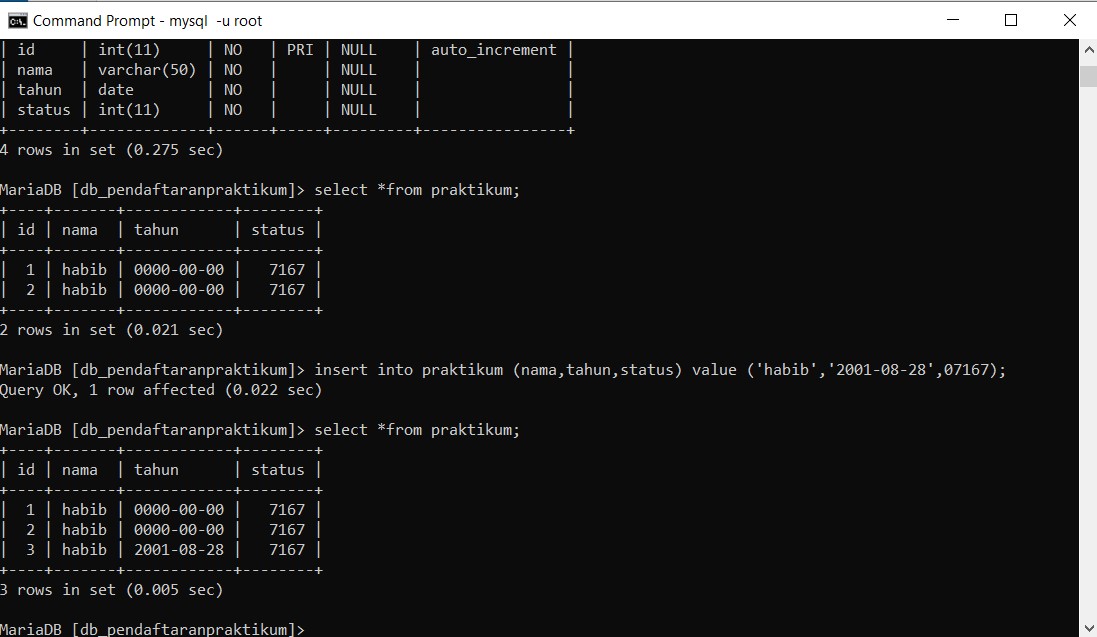 Command Prompt - mysql  -u root
| id     | int(11)     | NO   | PRI | NULL    | auto_increment |
| nama   | varchar(50) | NO   |     | NULL    |                |
| tahun  | date        | NO   |     | NULL    |                |
| status | int(11)     | NO   |     | NULL    |                |
+--------+-------------+------+-----+---------+----------------+
4 rows in set (0.275 sec)

MariaDB [db_pendaftaranpraktikum]> select *from praktikum;
+----+-------+------------+--------+
| id | nama  | tahun      | status |
+----+-------+------------+--------+
|  1 | habib | 0000-00-00 |   7167 |
|  2 | habib | 0000-00-00 |   7167 |
+----+-------+------------+--------+
2 rows in set (0.021 sec)

MariaDB [db_pendaftaranpraktikum]> insert into praktikum (nama,tahun,status) value ('habib','2001-08-28',07167);
Query OK, 1 row affected (0.022 sec)

MariaDB [db_pendaftaranpraktikum]> select *from praktikum;
+----+-------+------------+--------+
| id | nama  | tahun      | status |
+----+-------+------------+--------+
|  1 | habib | 0000-00-00 |   7167 |
|  2 | habib | 0000-00-00 |   7167 |
|  3 | habib | 2001-08-28 |   7167 |
+----+-------+------------+--------+
3 rows in set (0.005 sec)

MariaDB [db_pendaftaranpraktikum]>